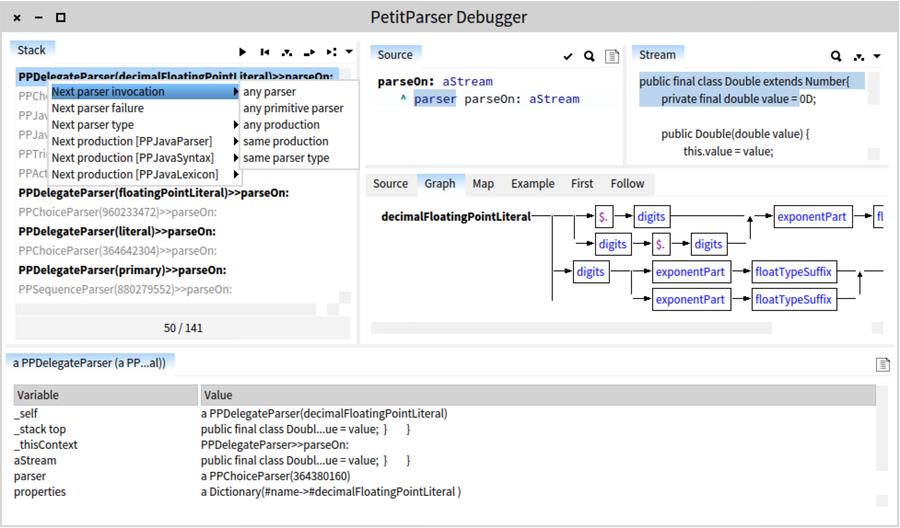 PetitParser Debugger
Stack
PPDelegateParser(decimalFloatingPointLiteral)>>parseOn:
Next parser invocation
Next parser failure
Next parser type
Next production [PPJavaParser]
Next production [PPJavaSyntax]
Next production [PPJavaLexicon]
any parser
any primitive parser
any production
same production
same parser type
PPDelegateParser(floatingPointLiteral)>>parseOn:
PPChoiceParser(960233472)>>parseOn:
PPDelegateParser(literal)>>parseOn:
PPChoiceParser(364642304)>>parseOn:
PPDelegateParser(primary)>>parseOn:
PPSequenceParser(880279552)>>parseOn:
50 / 141
Source
parseOn: aStream
^ parser parseOn: aStream
Stream
public final class Double extends Number{
private final double value = 0D;
public Double(double value) {
this.value = value;
Source Graph Map Example First Follow
decimalFloatingPointLiteral $. digits exponentPart fl
digits $. digits
digits exponentPart floatTypeSuffix
exponentPart floatTypeSuffix
a PPDelegateParser (a PP...al))
Variable Value
_self a PPDelegateParser(decimalFloatingPointLiteral)
_stack top public final class Doubl...ue = value; } }
_thisContext PPDelegateParser>>parseOn:
aStream public final class Doubl...ue = value; } }
parser a PPChoiceParser(364380160)
properties a Dictionary(#name->#decimalFloatingPointLiteral )